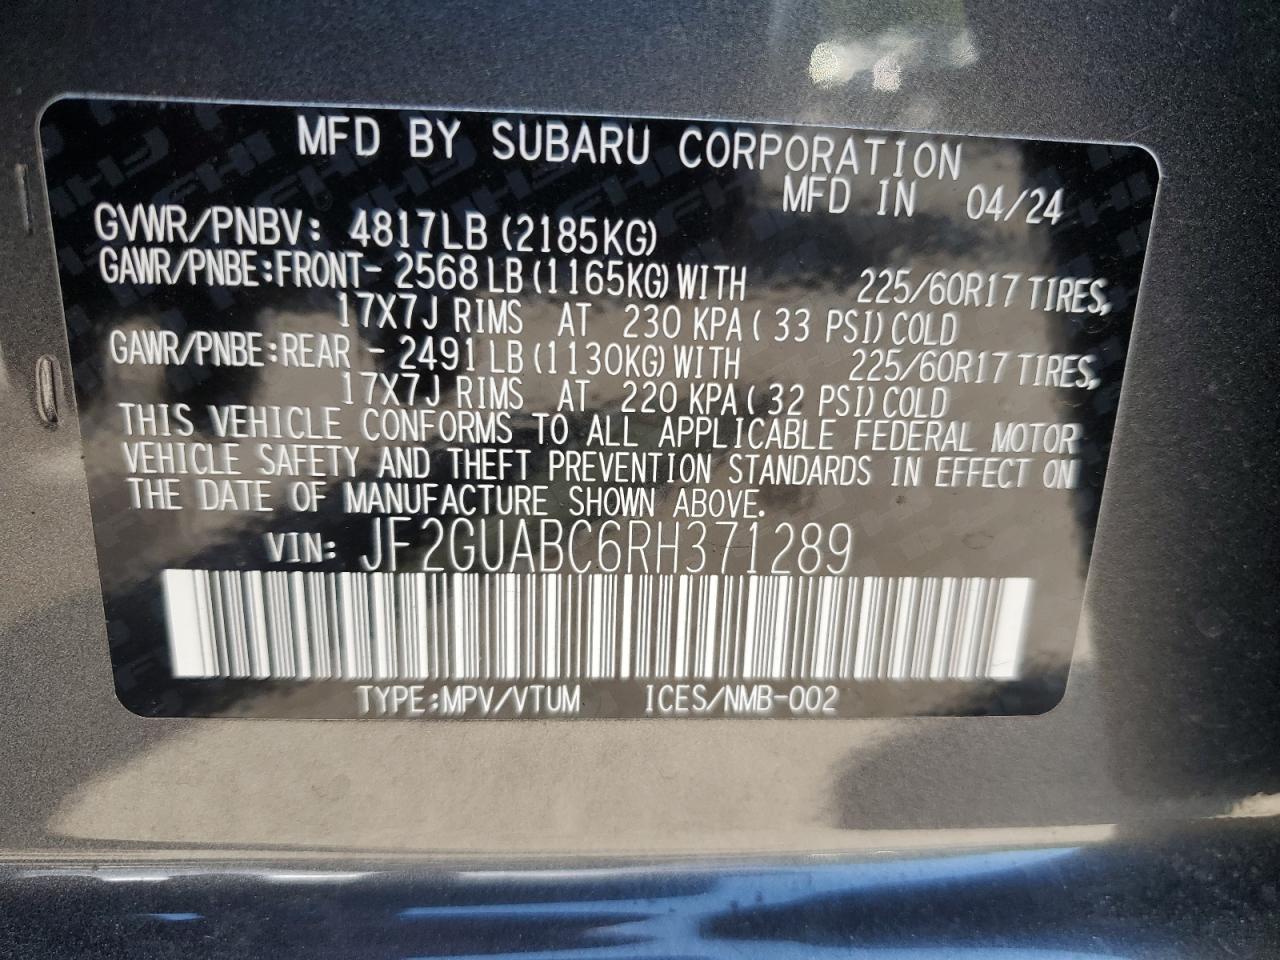 MFD BY SUBARU CORPORATION
MFD IN 04/24
GVWR/PNBV: 4817LB (2185KG)
GAWR/PNBE:FRONT- 2568 LB (1165KG) WITH 225/60R17 TIRES,
17X7J RIMS AT 230 KPA ( 33 PSI) COLD
GAWR/PNBE:REAR - 2491 LB (1130KG) WITH 225/60R17 TIRES,
17X7J RIMS AT 220 KPA ( 32 PSI) COLD
THIS VEHICLE CONFORMS TO ALL APPLICABLE FEDERAL MOTOR
VEHICLE SAFETY AND THEFT PREVENTION STANDARDS IN EFFECT ON
THE DATE OF MANUFACTURE SHOWN ABOVE.
VIN: JF2GUABC6RH371289
TYPE:MPV/VTUM ICES/NMB-002